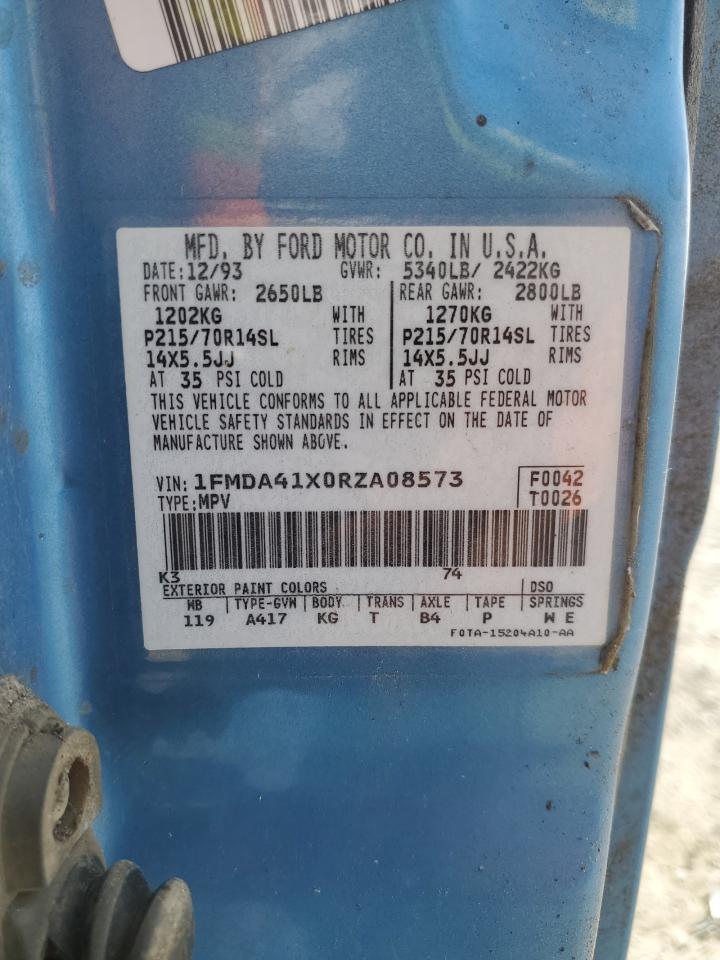 MFD. BY FORD MOTOR CO. IN U.S.A.
DATE: 12/93 GVWR: 5340LB/ 2422KG
FRONT GAWR: 2650LB REAR GAWR: 2800LB
1202KG WITH 1270KG WITH
P215/70R14SL TIRES P215/70R14SL TIRES
14X5.5JJ RIMS 14X5.5JJ RIMS
AT 35 PSI COLD AT 35 PSI COLD
THIS VEHICLE CONFORMS TO ALL APPLICABLE FEDERAL MOTOR
VEHICLE SAFETY STANDARDS IN EFFECT ON THE DATE OF
MANUFACTURE SHOWN ABOVE.
VIN: 1FMDA41X0RZA08573 F0042
TYPE: MPV T0026
K3 74
EXTERIOR PAINT COLORS DSO
WB TYPE-GVW BODY TRANS AXLE TAPE SPRINGS
119 A417 KG T B4 P W E
F0TA-15204A10-AA